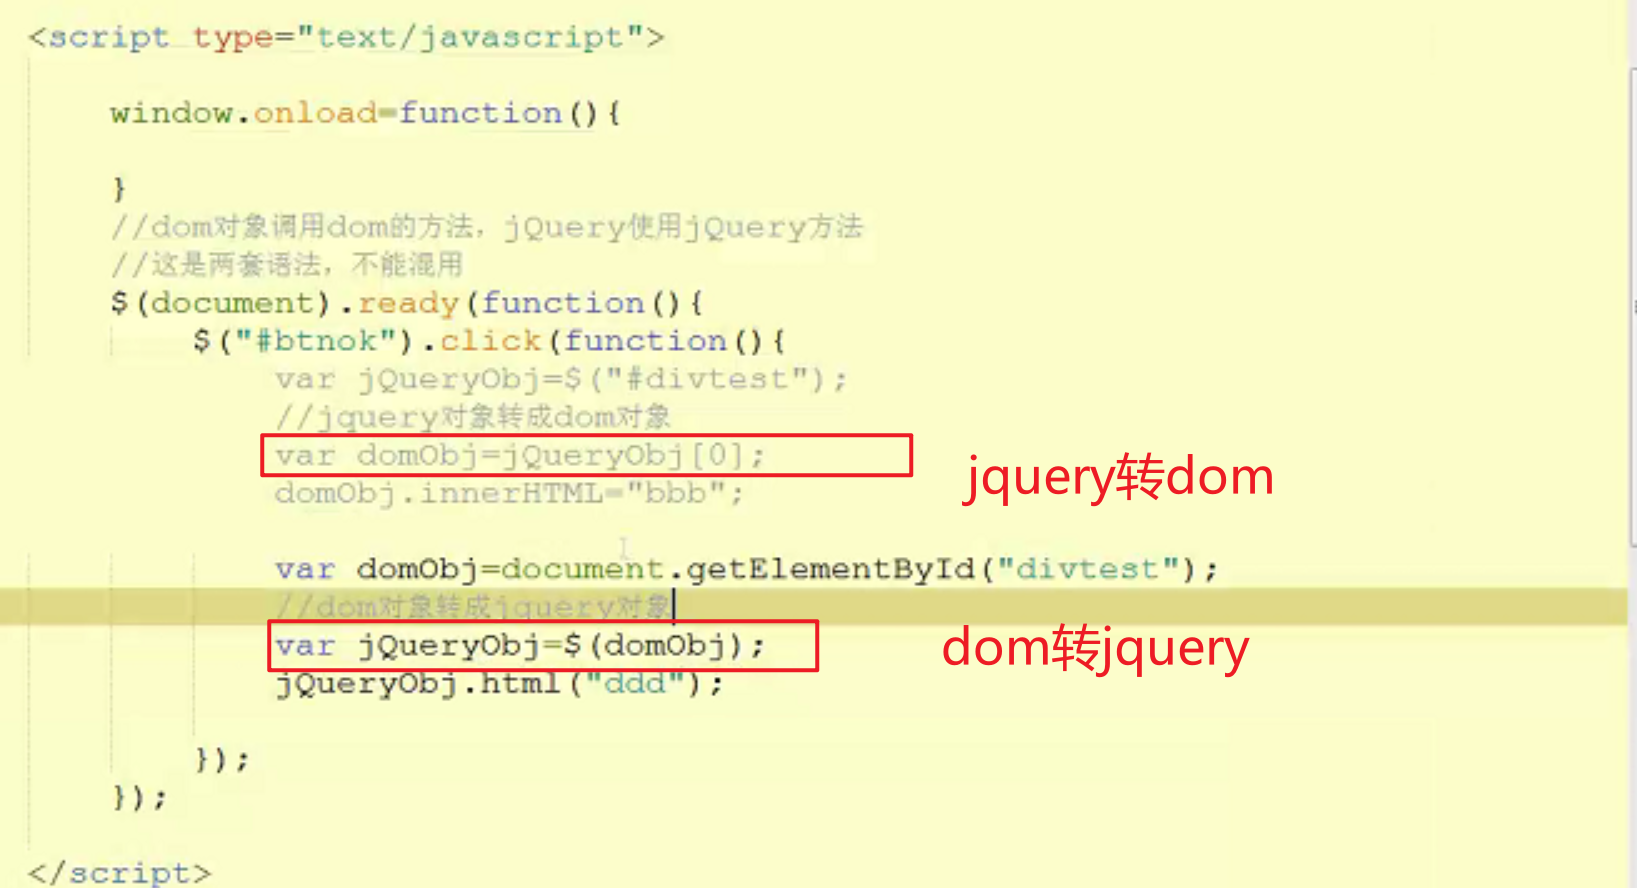 <script type="text/javascript">
window.onload=function(){
}
//dom对象调用dom的方法，jQuery使用jQuery方法
//这是两套语法，不能混用
$(document).ready(function(){
$("#btnok").click(function(){
var jQueryObj=$("#divtest");
//jquery对象转成dom对象
var domObj=jQueryObj[0];
jquery转dom
domObj.innerHTML="bbb";
var domObj=document.getElementById("divtest");
//dom对象转成jquery对象
var jQueryObj=$(domObj);
dom转jquery
jQueryObj.html("ddd");
});
});
</script>